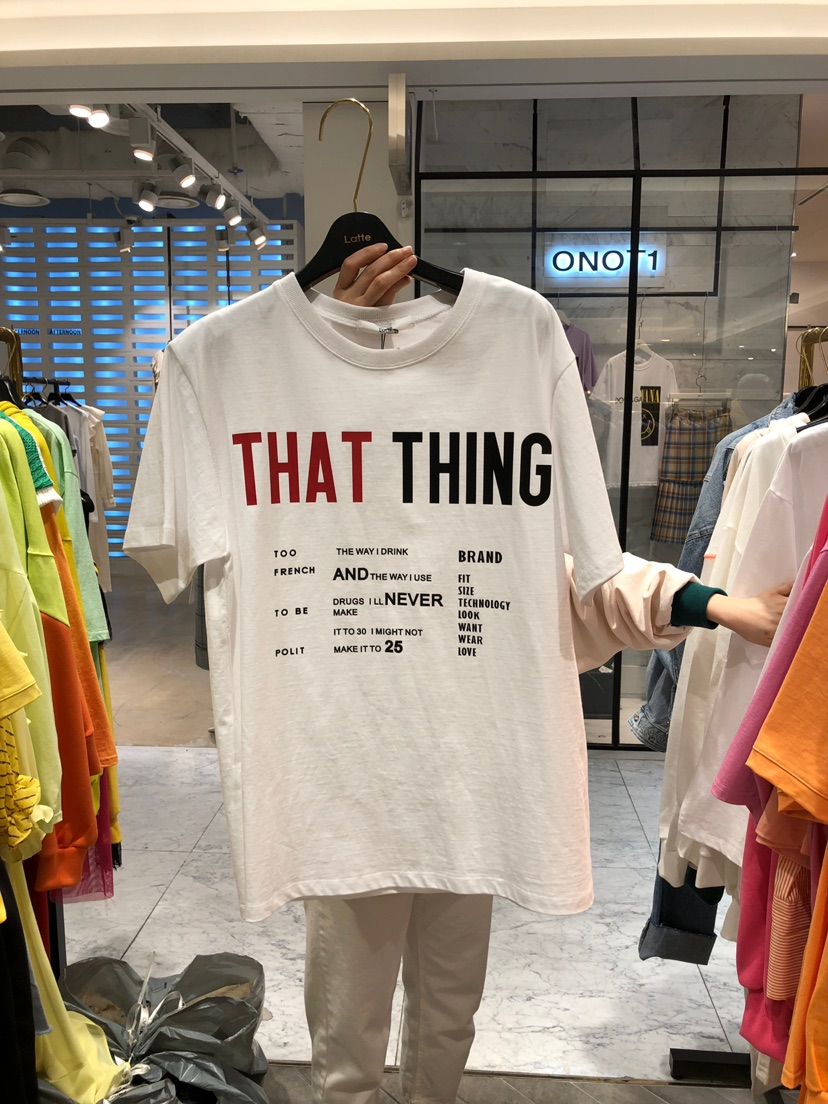 Latte
ONOT1
AFTERNOON
THAT THING
TOO
FRENCH
TO BE
POLIT
THE WAY I DRINK
AND THE WAY I USE
DRUGS I LL NEVER
MAKE
IT TO 30 I MIGHT NOT
MAKE IT TO 25
BRAND
FIT
SIZE
TECHNOLOGY
LOOK
WANT
WEAR
LOVE